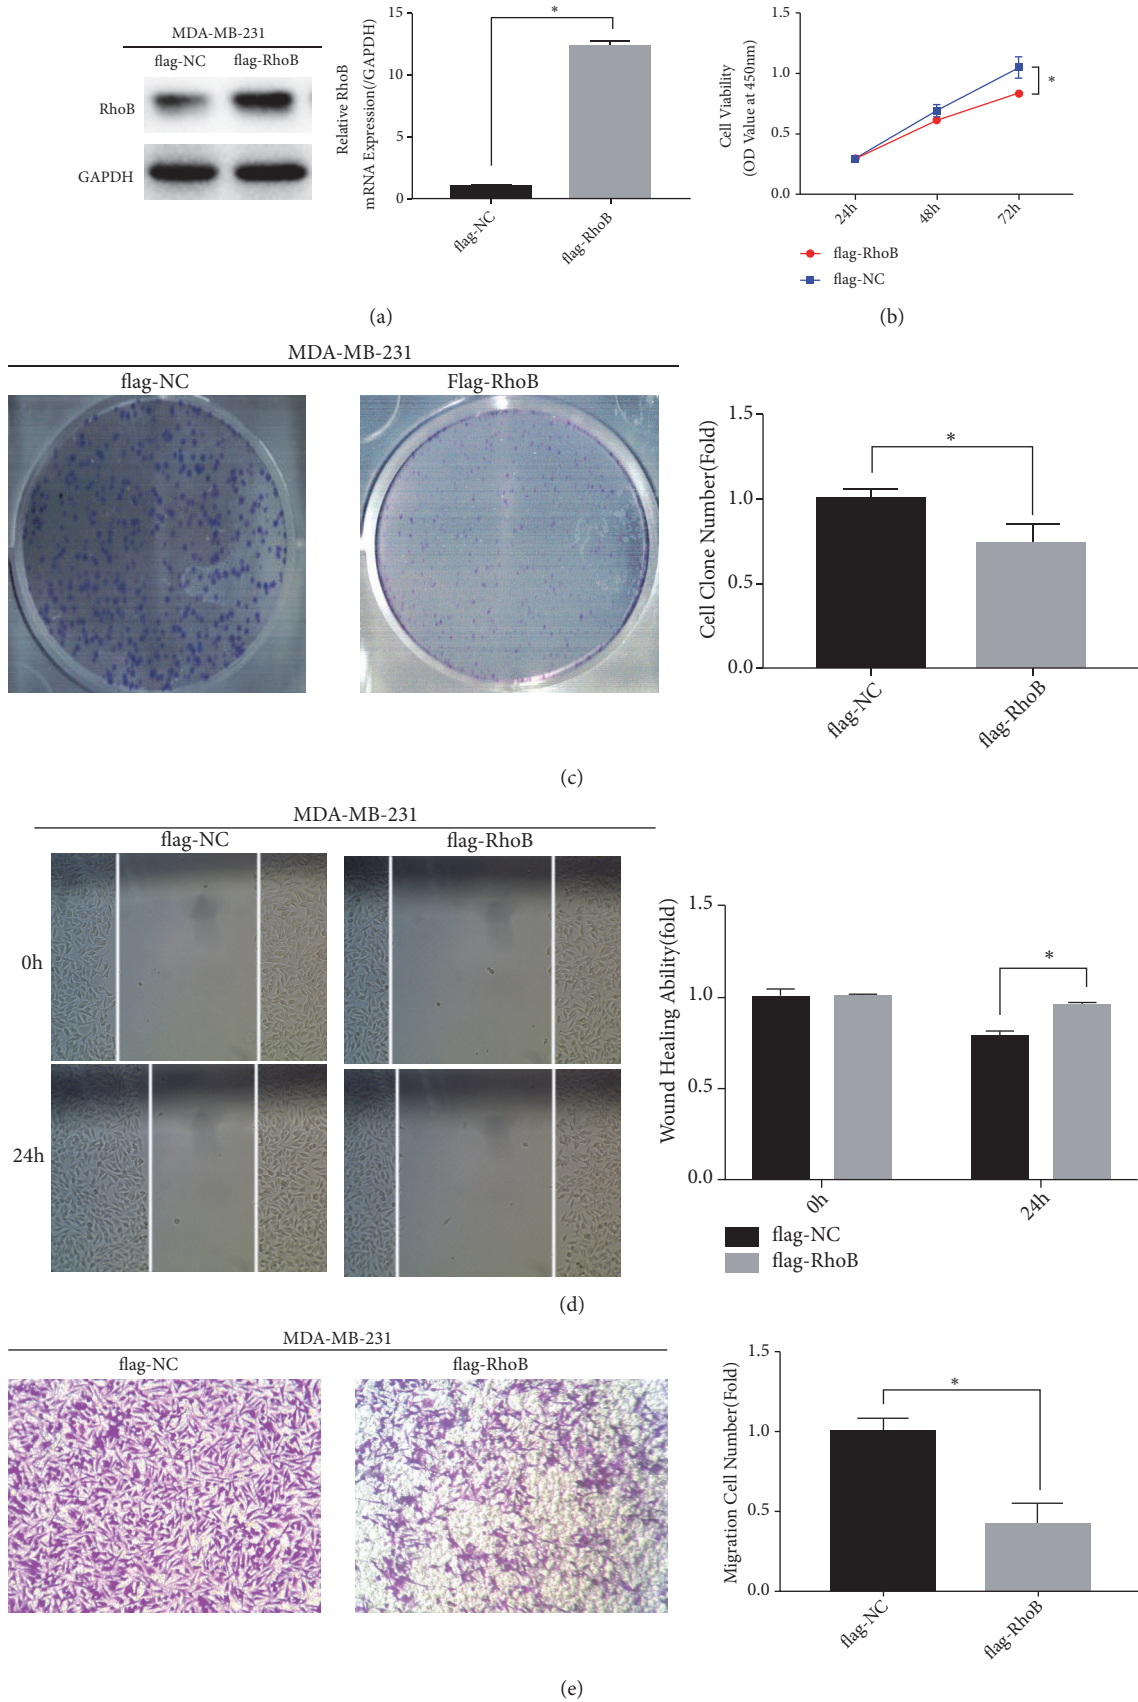 MDA-MB-231
flag-NC flag-RhoB
RhoB
GAPDH
Relative RhoB
mRNA Expression(/GAPDH)
15
10
5
0
*
flag-NC
flag-RhoB
Cell Viability
(OD Value at 450nm)
1.5
1.0
0.5
0.0
*
24h
48h
72h
flag-RhoB
flag-NC
(a)
(b)
MDA-MB-231
flag-NC
Flag-RhoB
Cell Clone Number(Fold)
1.5
1.0
0.5
0.0
*
flag-NC
flag-RhoB
(c)
MDA-MB-231
flag-NC
flag-RhoB
0h
24h
Wound Healing Ability(fold)
1.5
1.0
0.5
0.0
*
0h
24h
flag-NC
flag-RhoB
(d)
MDA-MB-231
flag-NC
flag-RhoB
Migration Cell Number(Fold)
1.5
1.0
0.5
0.0
*
flag-NC
flag-RhoB
(e)